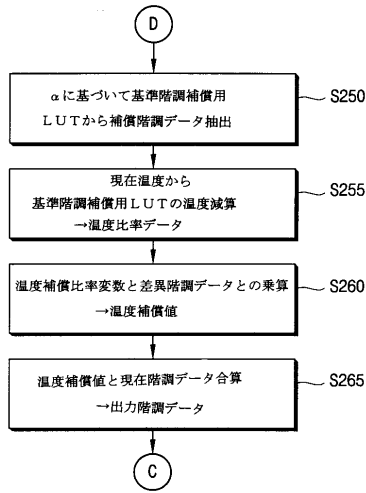 D
αに基づいて基準階調補償用
LUTから補償階調データ抽出
S250
現在温度から
基準階調補償用LUTの温度減算
→温度比率データ
S255
温度補償比率変数と差異階調データとの乗算
→温度補償値
S260
温度補償値と現在階調データ合算
→出力階調データ
S265
C